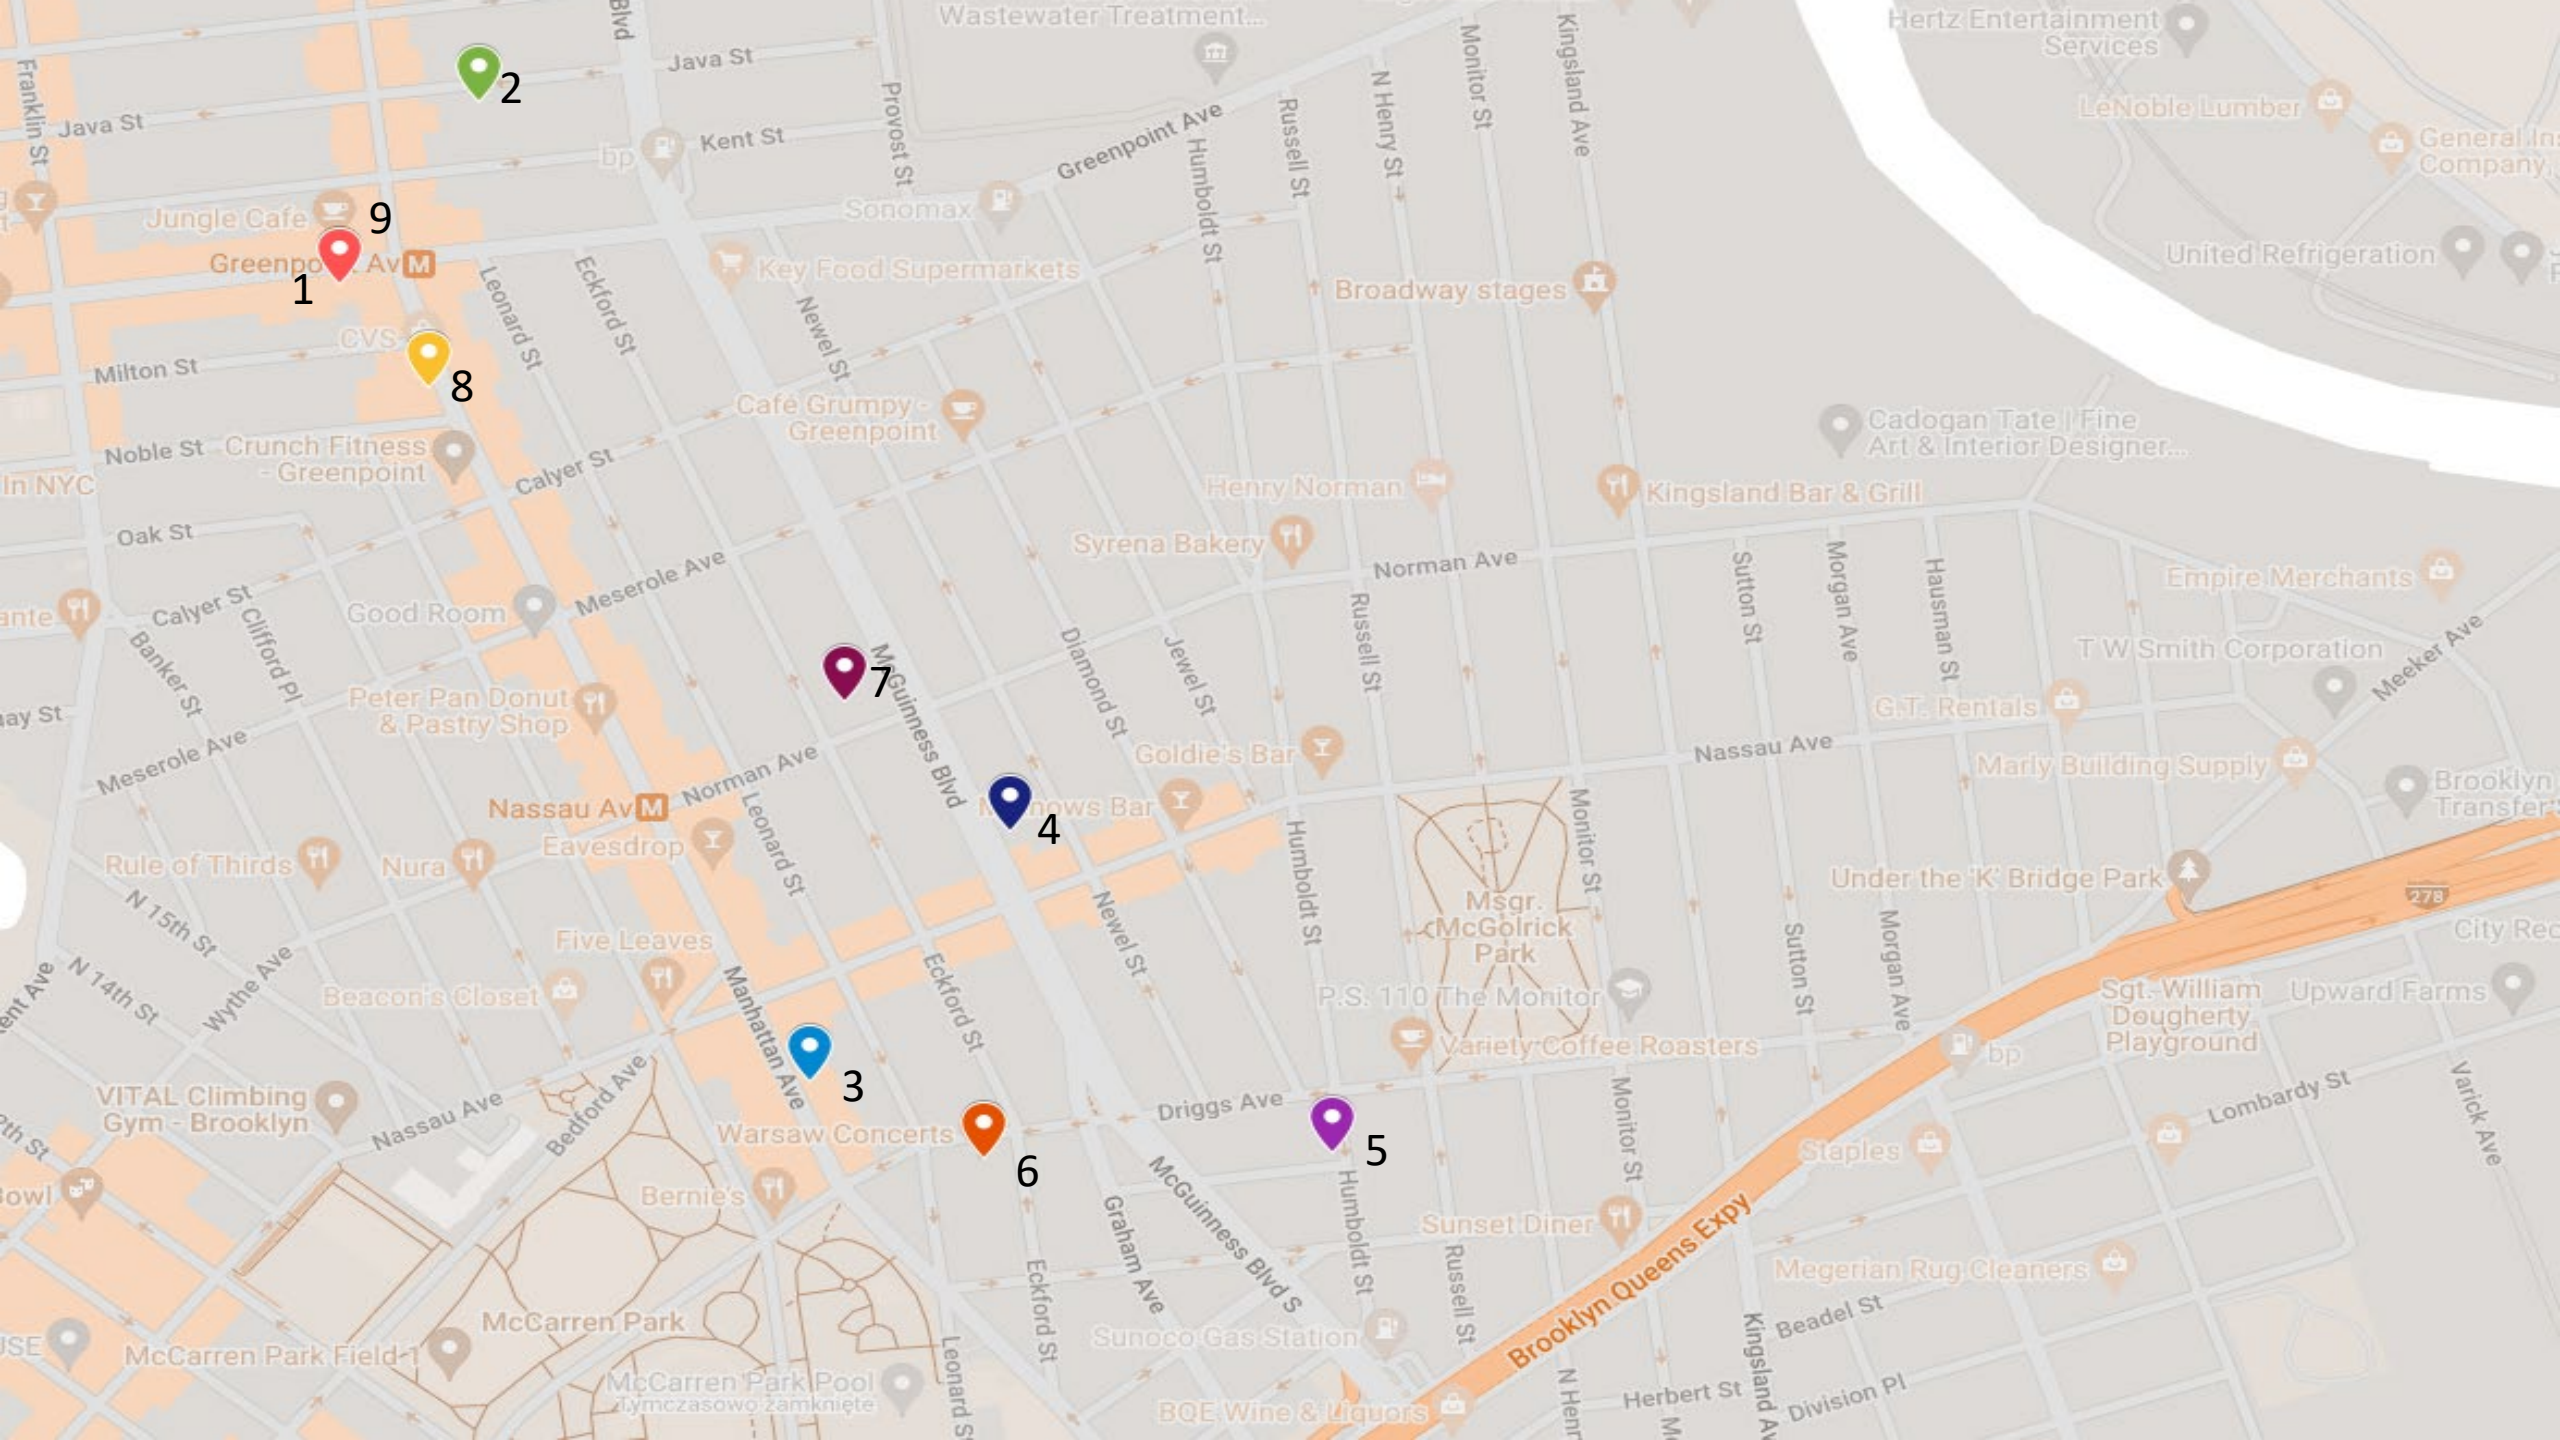 Wastewater Treatment...
Hertz Entertainment
Services
Blvd
Java St
Franklin St
2
Monitor St
Kingsland Ave
N Henry St
Provost St
Java St
Kent St
bp
Greenpoint Ave
Russell St
Humboldt St
LeNoble Lumber
Company,
Jungle Cafe
9
Sonomax
Greenpo
Av
M
1
Key Food Supermarkets
Broadway stages
United Refrigeration
Leonard St
Eckford St
Newel St
CVS
Milton St
8
Café Grumpy -
Greenpoint
Cadogan Tate | Fine
Art & Interior Designer...
Noble St
Crunch Fitness
- Greenpoint
Calyer St
In NYC
Henry Norman
Kingsland Bar & Grill
Oak St
Syrena Bakery
Norman Ave
Meserole Ave
Sutton St
Morgan Ave
Hausman St
Empire Merchants
Good Room
Calyer St
Clifford Pl
Banker St
Russell St
T W Smith Corporation
Meeker Ave
7
McGuinness Blvd
Diamond St
Jewel St
Peter Pan Donut
& Pastry Shop
G.T. Rentals
Meserole Ave
Goldie's Bar
Nassau Ave
Marly Building Supply
Norman Ave
Nassau Av
M
Brooklyn
4
Leonard St
Monitor St
Eavesdrop
Rule of Thirds
Nura
Humboldt St
Under the 'K' Bridge Park
278
N 15th St
Msgr.
McGolrick
Park
Newel St
Sutton St
Morgan Ave
City Rec
Five Leaves
N 14th St
Wythe Ave
Beacon's Closet
Manhattan Ave
Eckford St
P.S. 110 The Monitor
Sgt. William
Dougherty
Playground
Upward Farms
Variety Coffee Roasters
bp
3
VITAL Climbing
Gym - Brooklyn
Nassau Ave
Bedford Ave
Driggs Ave
Monitor St
Lombardy St
Varick Ave
Warsaw Concerts
6
5
Staples
Bernie's
McGuinness Blvd S
Humboldt St
Graham Ave
Sunset Diner
Brooklyn Queens Expy
Eckford St
Russell St
Megerian Rug Cleaners
McCarren Park
Beadel St
McCarren Park Field 1
Sunoco Gas Station
Kingsland Av
Leonard St
McCarren Park Pool
Tymczasowo zamknięte
BQE Wine & Liquors
N Henr
Herbert St
Division Pl